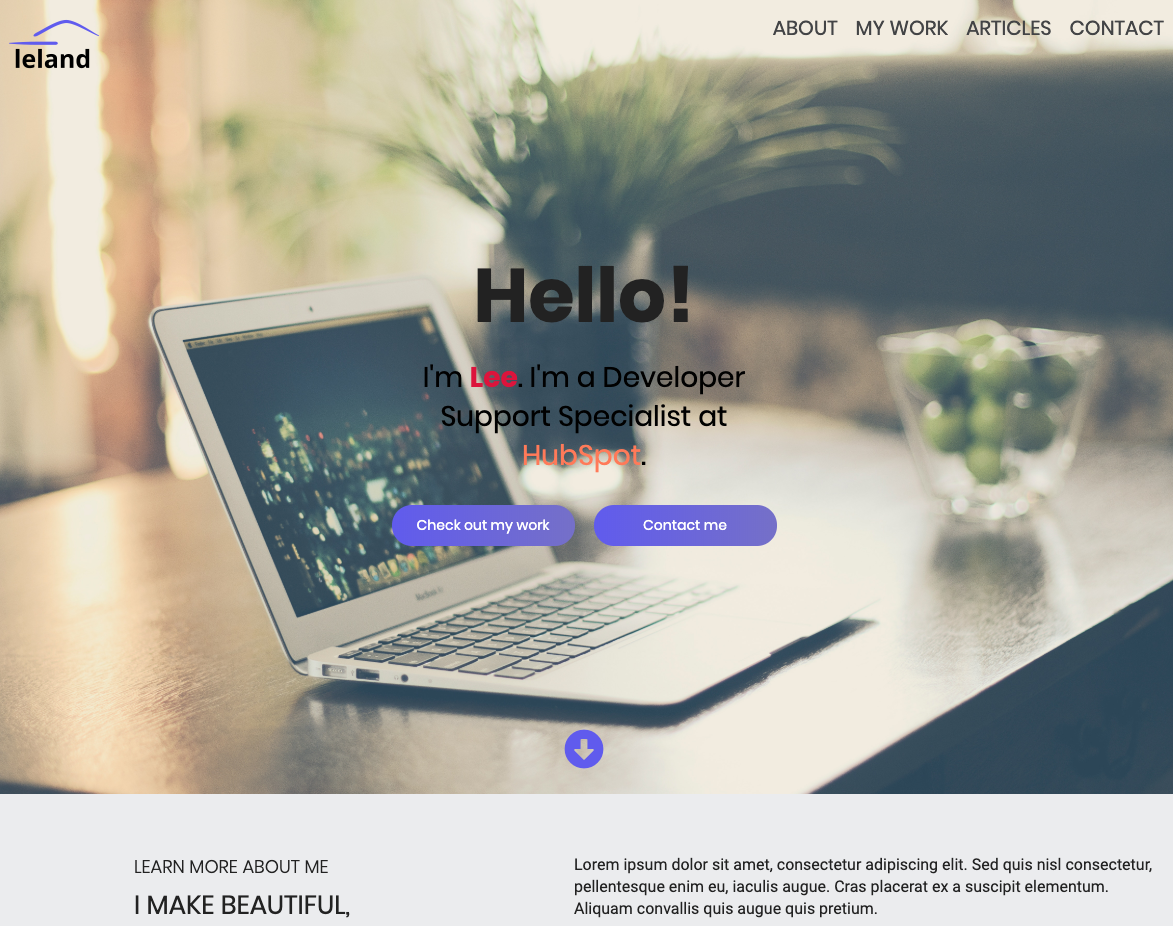 leland
ABOUT MY WORK ARTICLES CONTACT
Hello!
I'm Lee. I'm a Developer
Support Specialist at
HubSpot.
Check out my work Contact me
LEARN MORE ABOUT ME
I MAKE BEAUTIFUL,
Lorem ipsum dolor sit amet, consectetur adipiscing elit. Sed quis nisl consectetur,
pellentesque enim eu, iaculis augue. Cras placerat ex a suscipit elementum.
Aliquam convallis quis augue quis pretium.